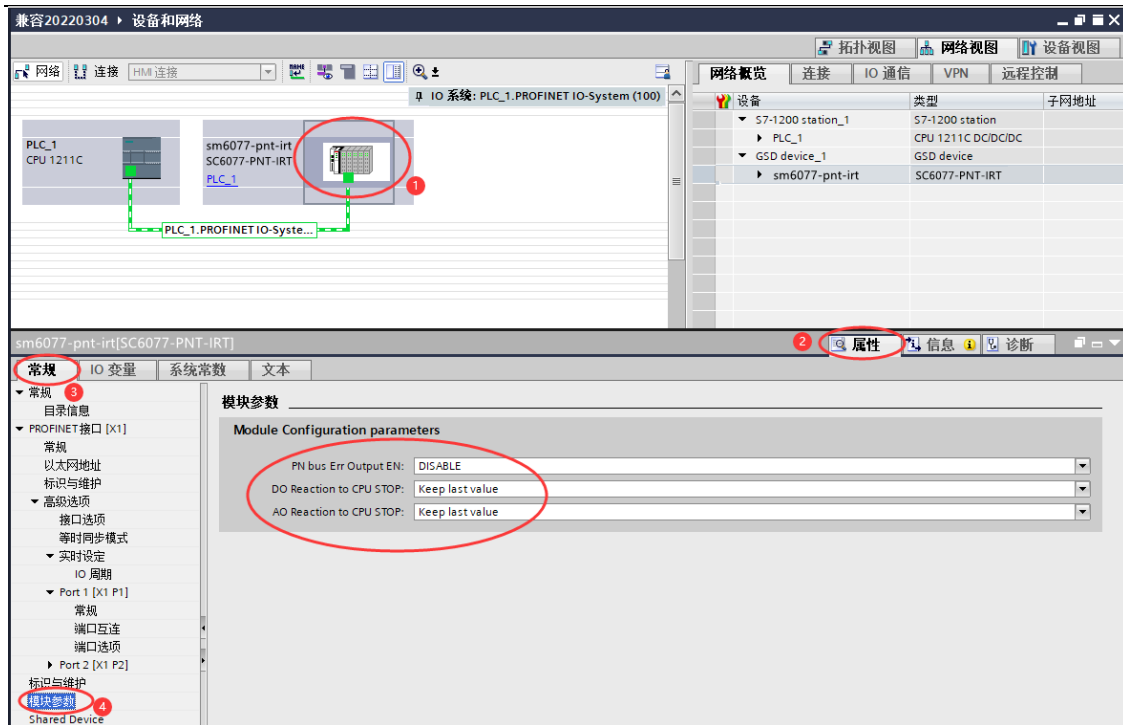 兼容20220304 ▸ 设备和网络
拓扑视图 网络视图 设备视图
网络 连接 HMI 连接
IO 系统: PLC_1.PROFINET IO-System (100)
PLC_1
CPU 1211C
sm6077-pnt-irt
SC6077-PNT-IRT
PLC_1
1
PLC_1.PROFINET IO-Syste...
网络概览 连接 IO 通信 VPN 远程控制
设备 类型 子网地址
S7-1200 station_1 S7-1200 station
PLC_1 CPU 1211C DC/DC/DC
GSD device_1 GSD device
sm6077-pnt-irt SC6077-PNT-IRT
sm6077-pnt-irt[SC6077-PNT-IRT]
2 属性 信息 诊断
常规 IO 变量 系统常数 文本
3
常规
目录信息
PROFINET接口 [X1]
常规
以太网地址
标识与维护
高级选项
接口选项
等时同步模式
实时设定
IO 周期
Port 1 [X1 P1]
常规
端口互连
端口选项
Port 2 [X1 P2]
标识与维护
模块参数
4
Shared Device
模块参数
Module Configuration parameters
PN bus Err Output EN: DISABLE
DO Reaction to CPU STOP: Keep last value
AO Reaction to CPU STOP: Keep last value